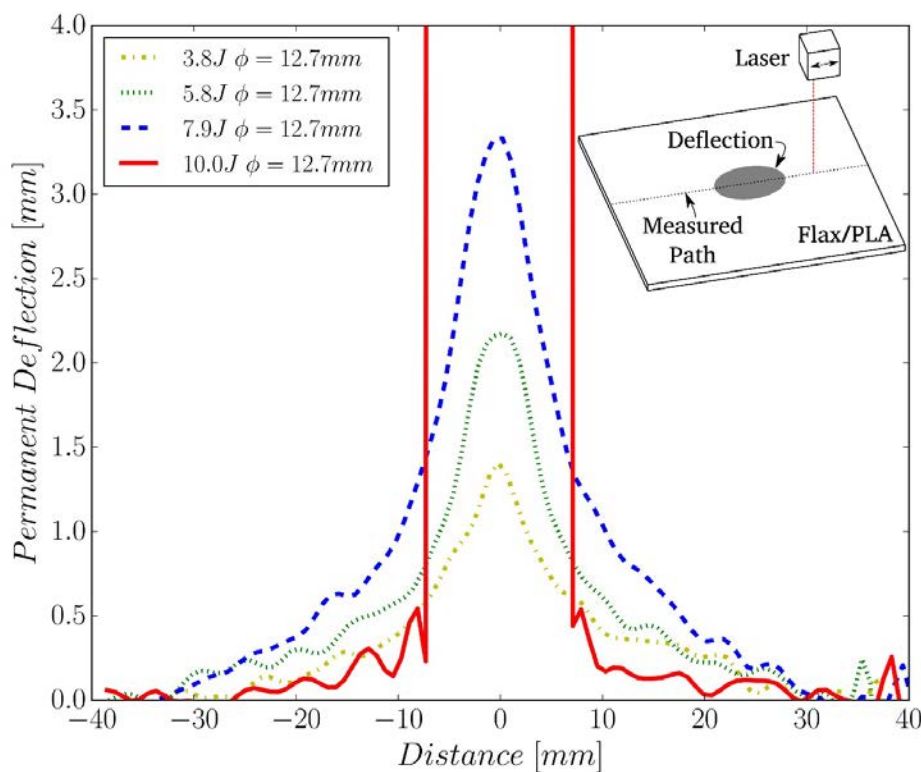 4.0
3.5
3.0
2.5
2.0
1.5
1.0
0.5
0.0
Permanent Deflection [mm]
3.8J ϕ = 12.7mm
5.8J ϕ = 12.7mm
7.9J ϕ = 12.7mm
10.0J ϕ = 12.7mm
Laser
Deflection
Measured
Path
Flax/PLA
−40 −30 −20 −10 0 10 20 30 40
Distance [mm]